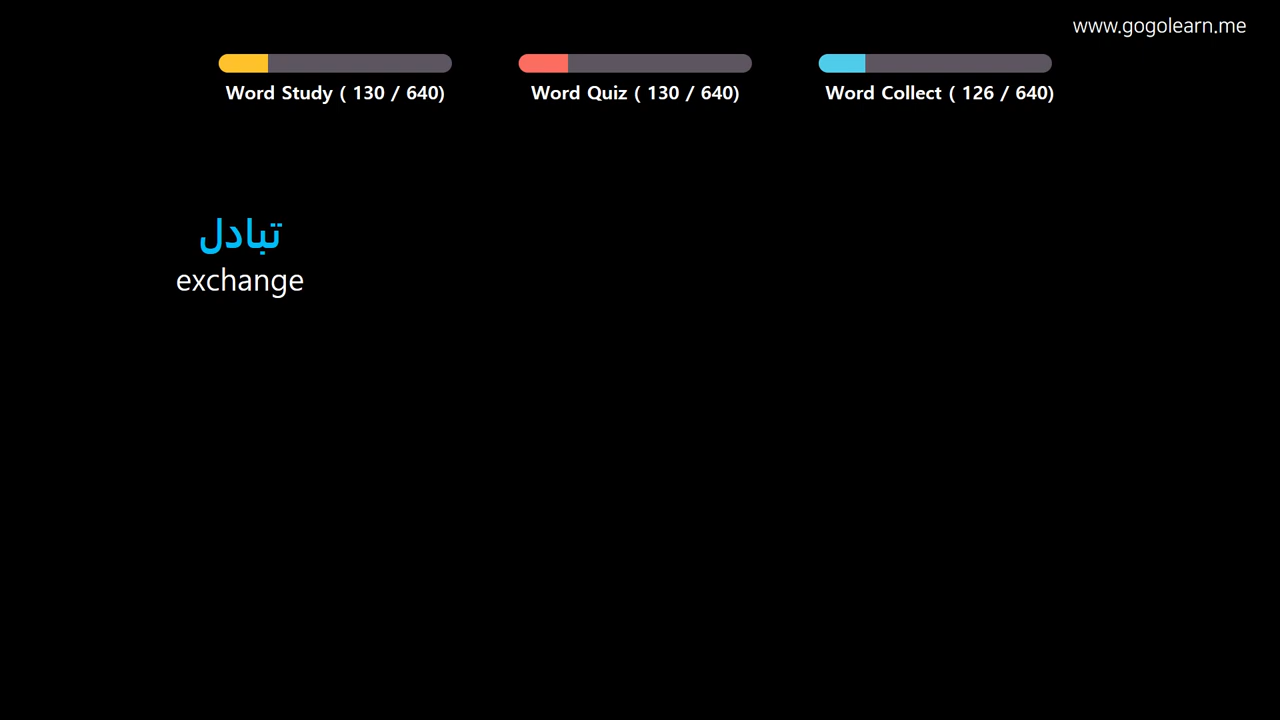 www.gogolearn.me
Word Study ( 130 / 640)
Word Quiz ( 130 / 640)
Word Collect ( 126 / 640)
تبادل
exchange